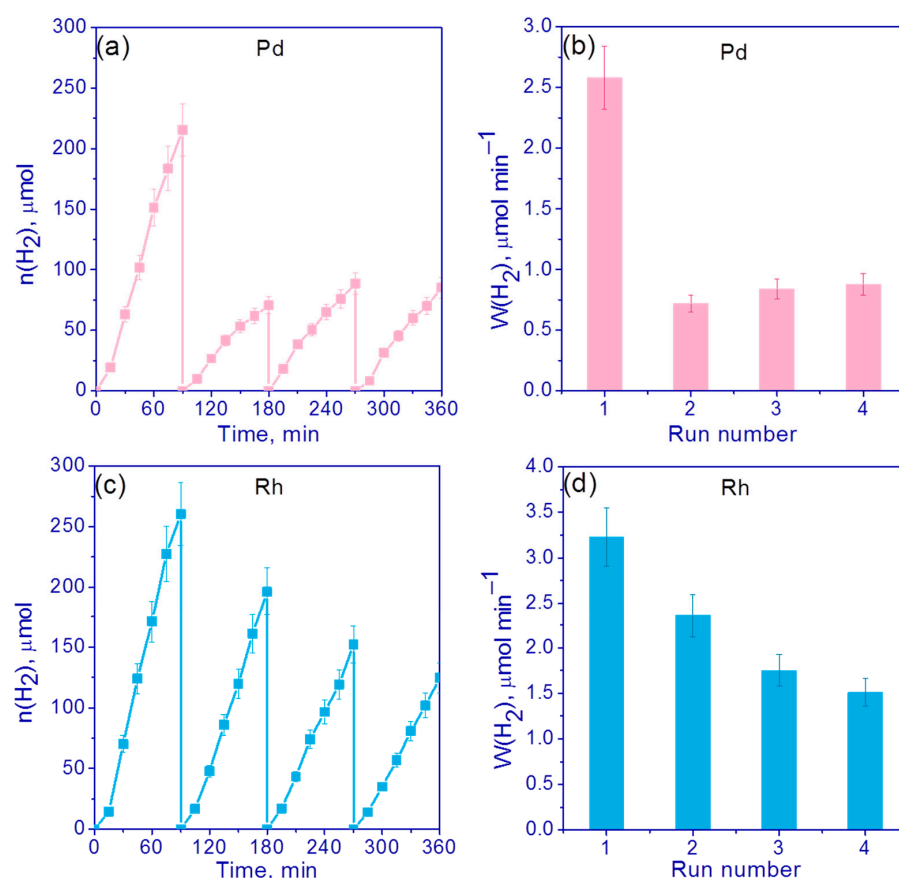 (a)
Pd
300
250
200
150
100
50
0
n(H2), μmol
0 60 120 180 240 300 360
Time, min
(b)
Pd
3.0
2.5
2.0
1.5
1.0
0.5
0.0
W(H2), μmol min−1
1 2 3 4
Run number
(c)
Rh
300
250
200
150
100
50
0
n(H2), μmol
0 60 120 180 240 300 360
Time, min
(d)
Rh
4.0
3.5
3.0
2.5
2.0
1.5
1.0
0.5
0.0
W(H2), μmol min−1
1 2 3 4
Run number